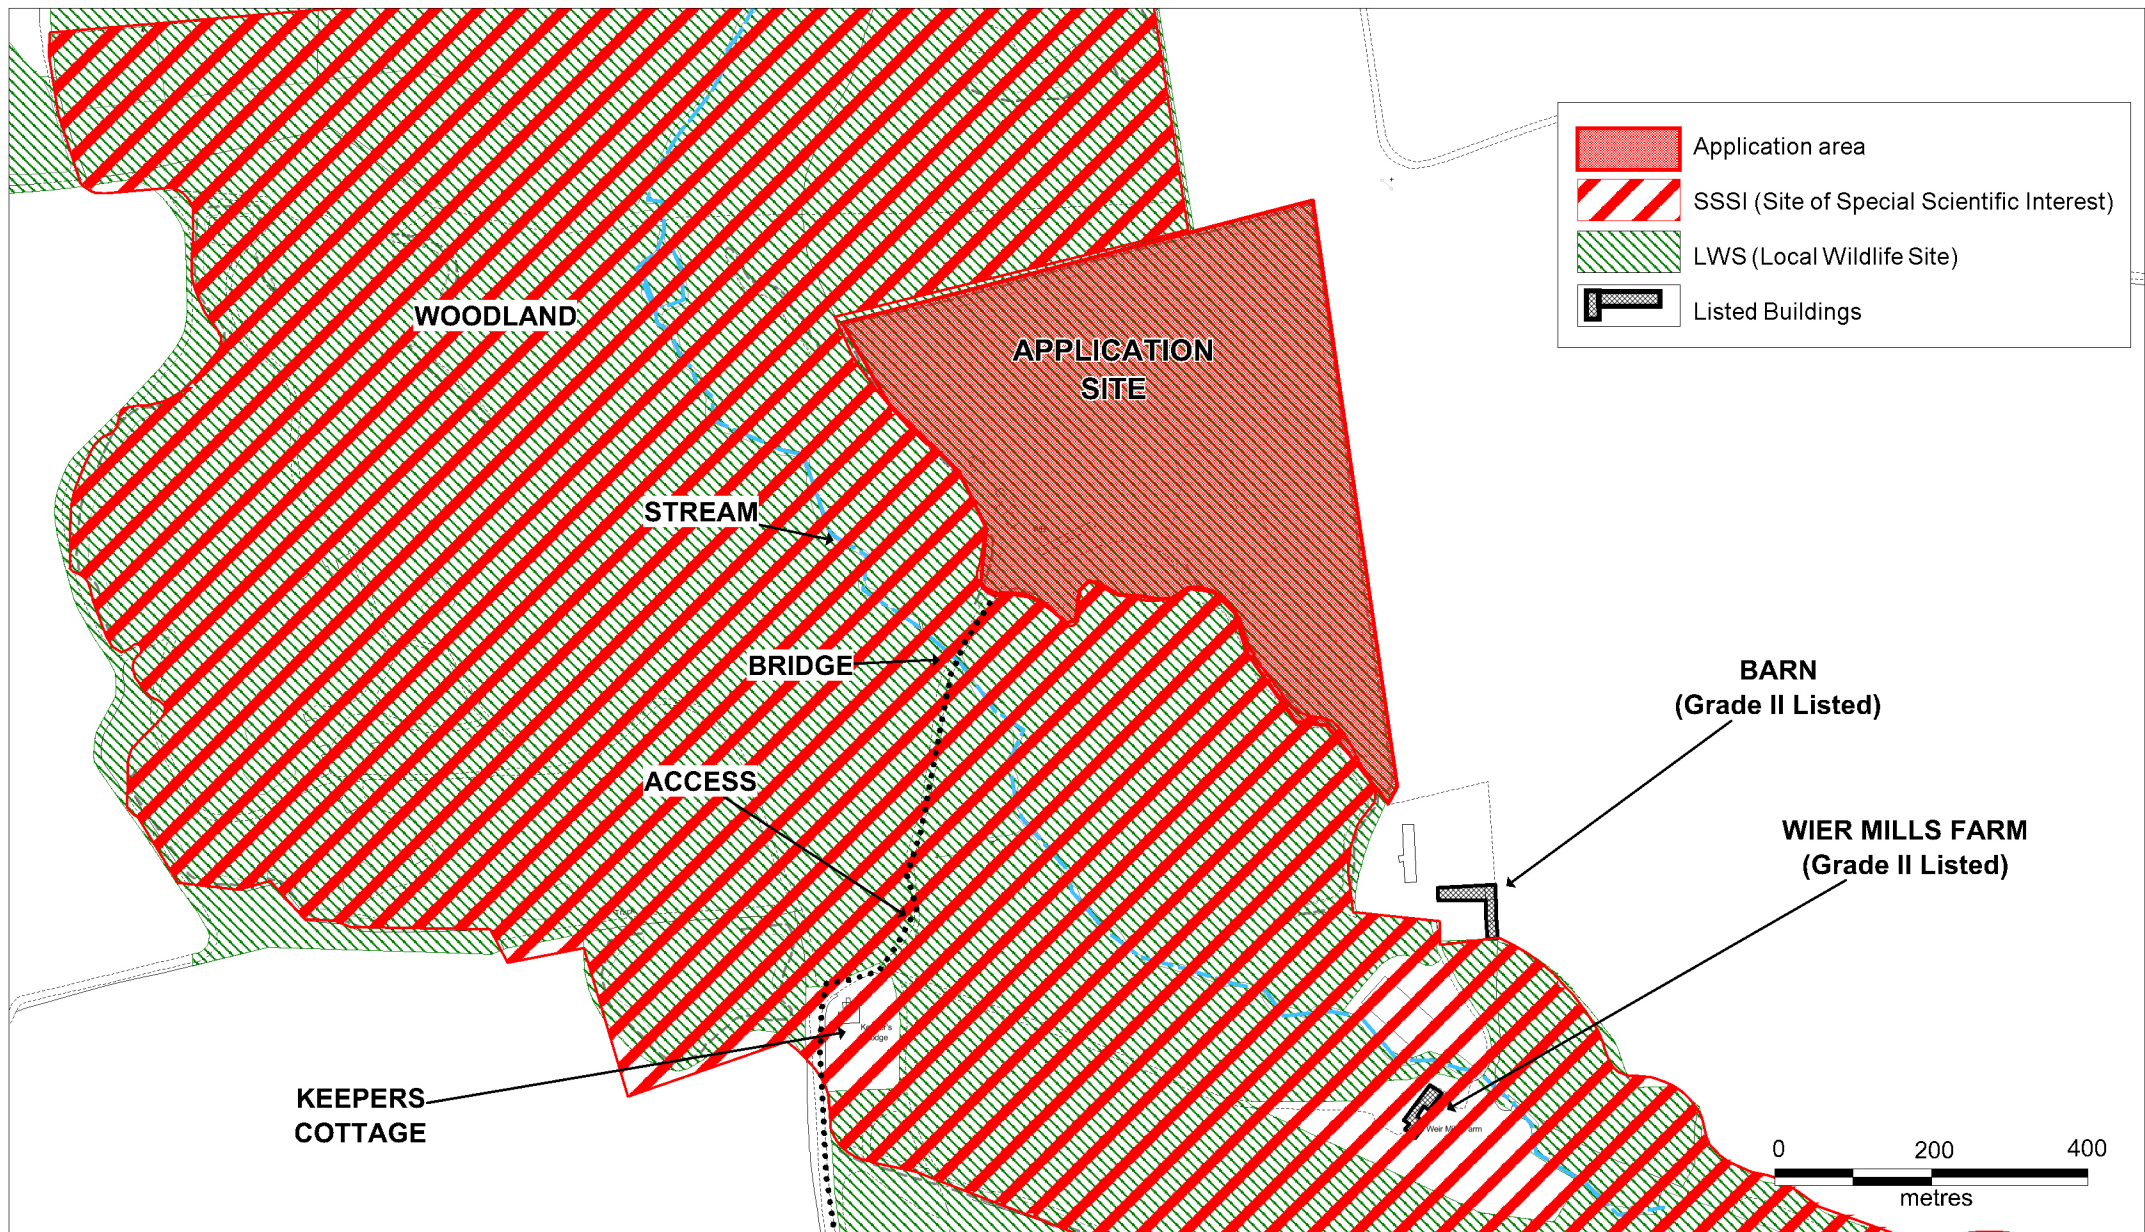 Application area
SSSI (Site of Special Scientific Interest)
LWS (Local Wildlife Site)
Listed Buildings
WOODLAND
APPLICATION
SITE
STREAM
BRIDGE
BARN
(Grade II Listed)
ACCESS
WIER MILLS FARM
(Grade II Listed)
KEEPERS
COTTAGE
0 200 400
metres